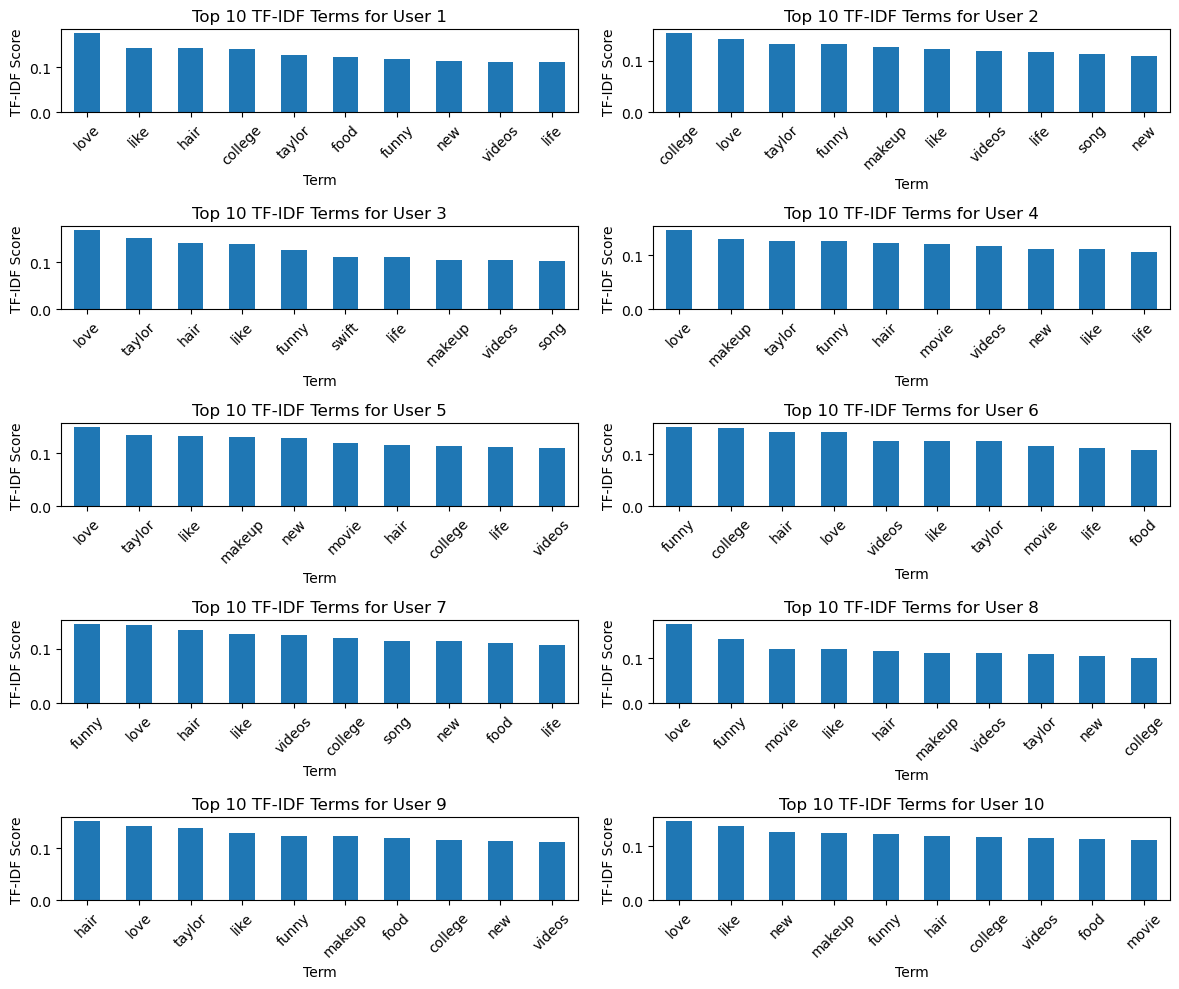 Top 10 TF-IDF Terms for User 1
TF-IDF Score
0.1
0.0
love like hair college taylor food funny new videos life
Term
Top 10 TF-IDF Terms for User 2
TF-IDF Score
0.1
0.0
college love taylor funny makeup like videos life song new
Term
Top 10 TF-IDF Terms for User 3
TF-IDF Score
0.1
0.0
love taylor hair like funny swift life makeup videos song
Term
Top 10 TF-IDF Terms for User 4
TF-IDF Score
0.1
0.0
love makeup taylor funny hair movie videos new like life
Term
Top 10 TF-IDF Terms for User 5
TF-IDF Score
0.1
0.0
love taylor like makeup new movie hair college life videos
Term
Top 10 TF-IDF Terms for User 6
TF-IDF Score
0.1
0.0
funny college hair love videos like taylor movie life food
Term
Top 10 TF-IDF Terms for User 7
TF-IDF Score
0.1
0.0
funny love hair like videos college song new food life
Term
Top 10 TF-IDF Terms for User 8
TF-IDF Score
0.1
0.0
love funny movie like hair makeup videos taylor new college
Term
Top 10 TF-IDF Terms for User 9
TF-IDF Score
0.1
0.0
hair love taylor like funny makeup food college new videos
Term
Top 10 TF-IDF Terms for User 10
TF-IDF Score
0.1
0.0
love like new makeup funny hair college videos food movie
Term